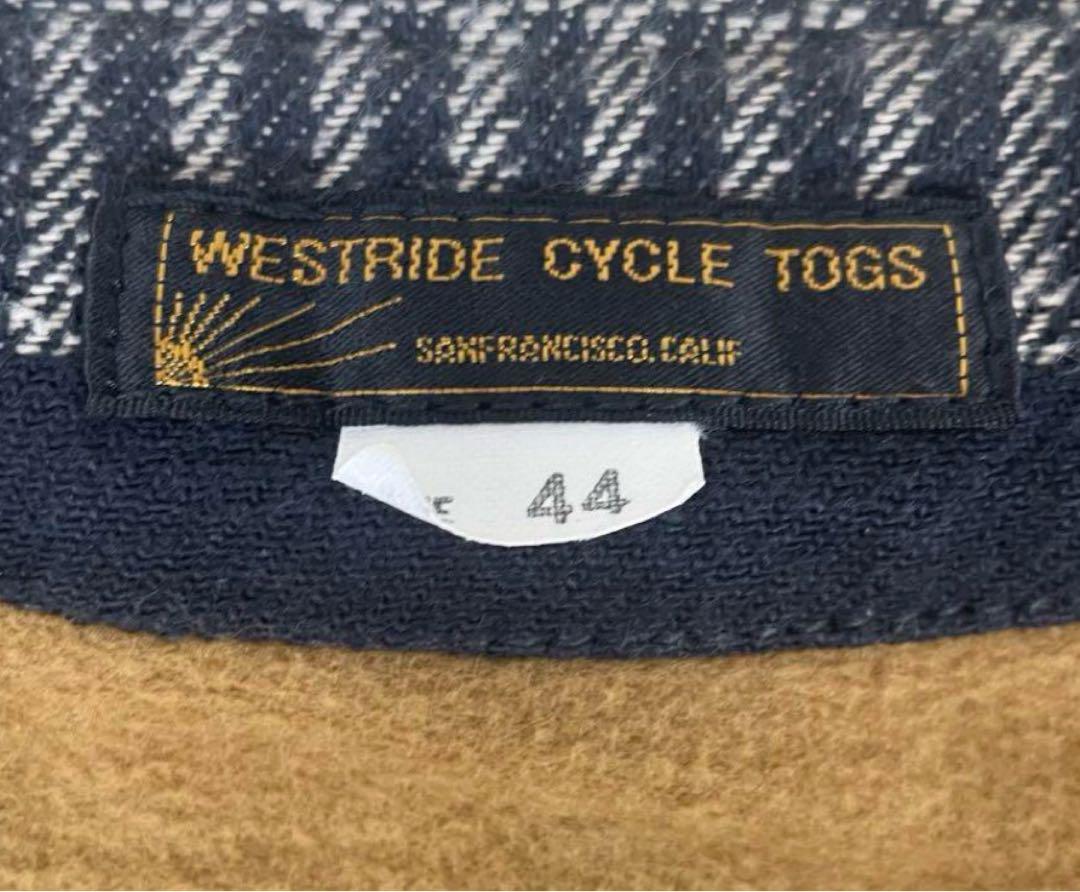 WESTRIDE CYCLE TOGS
SANFRANCISCO.CALIF
44